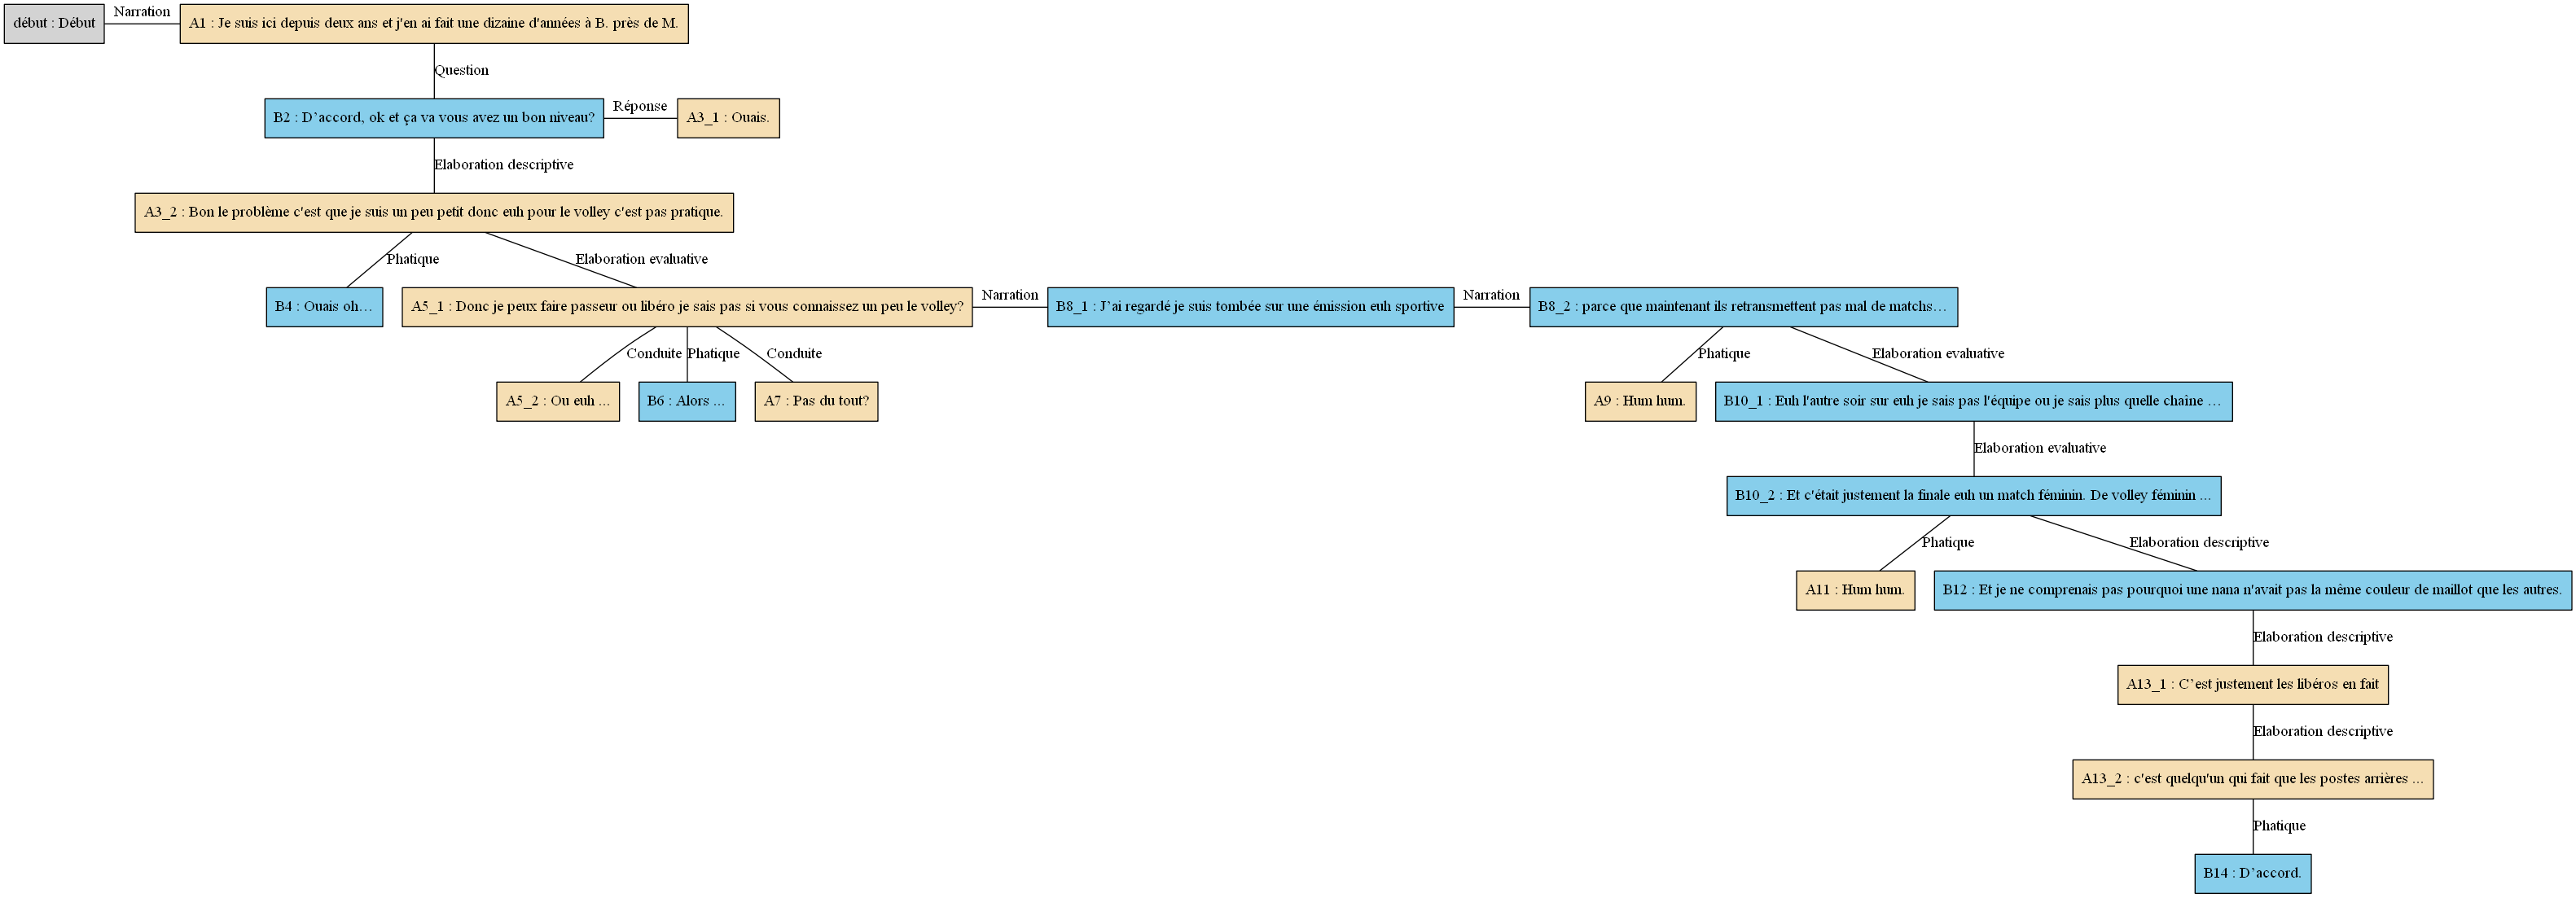 Narration
début : Début
A1 : Je suis ici depuis deux ans et j'en ai fait une dizaine d'années à B. près de M.
Question
B2 : D’accord, ok et ça va vous avez un bon niveau?
Réponse
A3_1 : Ouais.
Elaboration descriptive
A3_2 : Bon le problème c'est que je suis un peu petit donc euh pour le volley c'est pas pratique.
Phatique
Elaboration evaluative
B4 : Ouais oh…
A5_1 : Donc je peux faire passeur ou libéro je sais pas si vous connaissez un peu le volley?
Narration
B8_1 : J’ai regardé je suis tombée sur une émission euh sportive
Narration
B8_2 : parce que maintenant ils retransmettent pas mal de matchs…
Conduite
Phatique
Conduite
Phatique
Elaboration evaluative
A5_2 : Ou euh ...
B6 : Alors ...
A7 : Pas du tout?
A9 : Hum hum.
B10_1 : Euh l'autre soir sur euh je sais pas l'équipe ou je sais plus quelle chaîne …
Elaboration evaluative
B10_2 : Et c'était justement la finale euh un match féminin. De volley féminin ...
Phatique
Elaboration descriptive
A11 : Hum hum.
B12 : Et je ne comprenais pas pourquoi une nana n'avait pas la même couleur de maillot que les autres.
Elaboration descriptive
A13_1 : C’est justement les libéros en fait
Elaboration descriptive
A13_2 : c'est quelqu'un qui fait que les postes arrières ...
Phatique
B14 : D’accord.